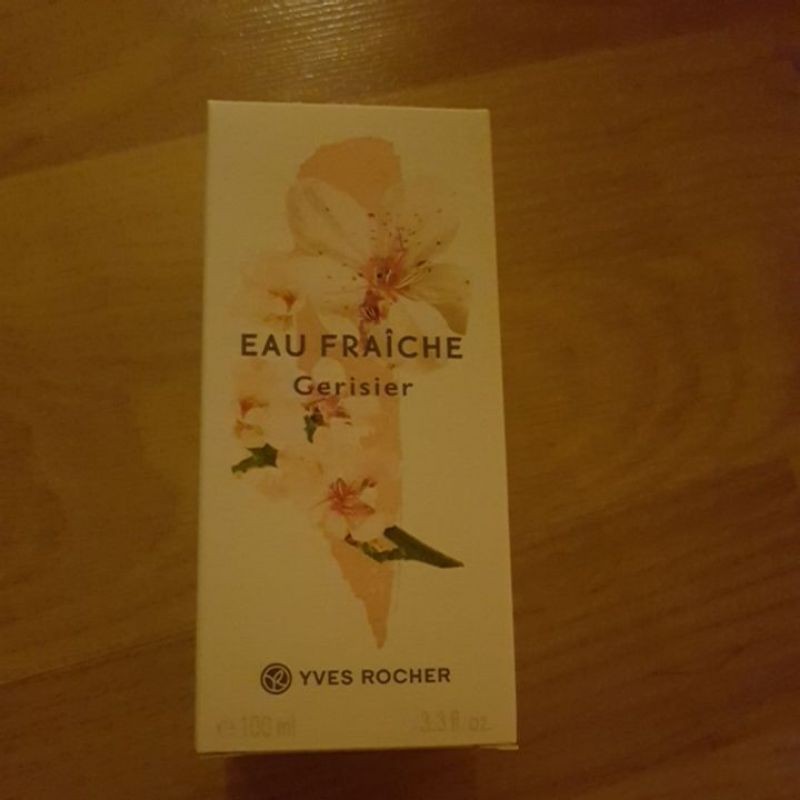 EAU FRAÎCHE
Gerisier
YVES ROCHER
e 100 ml 3.3 fl. oz.